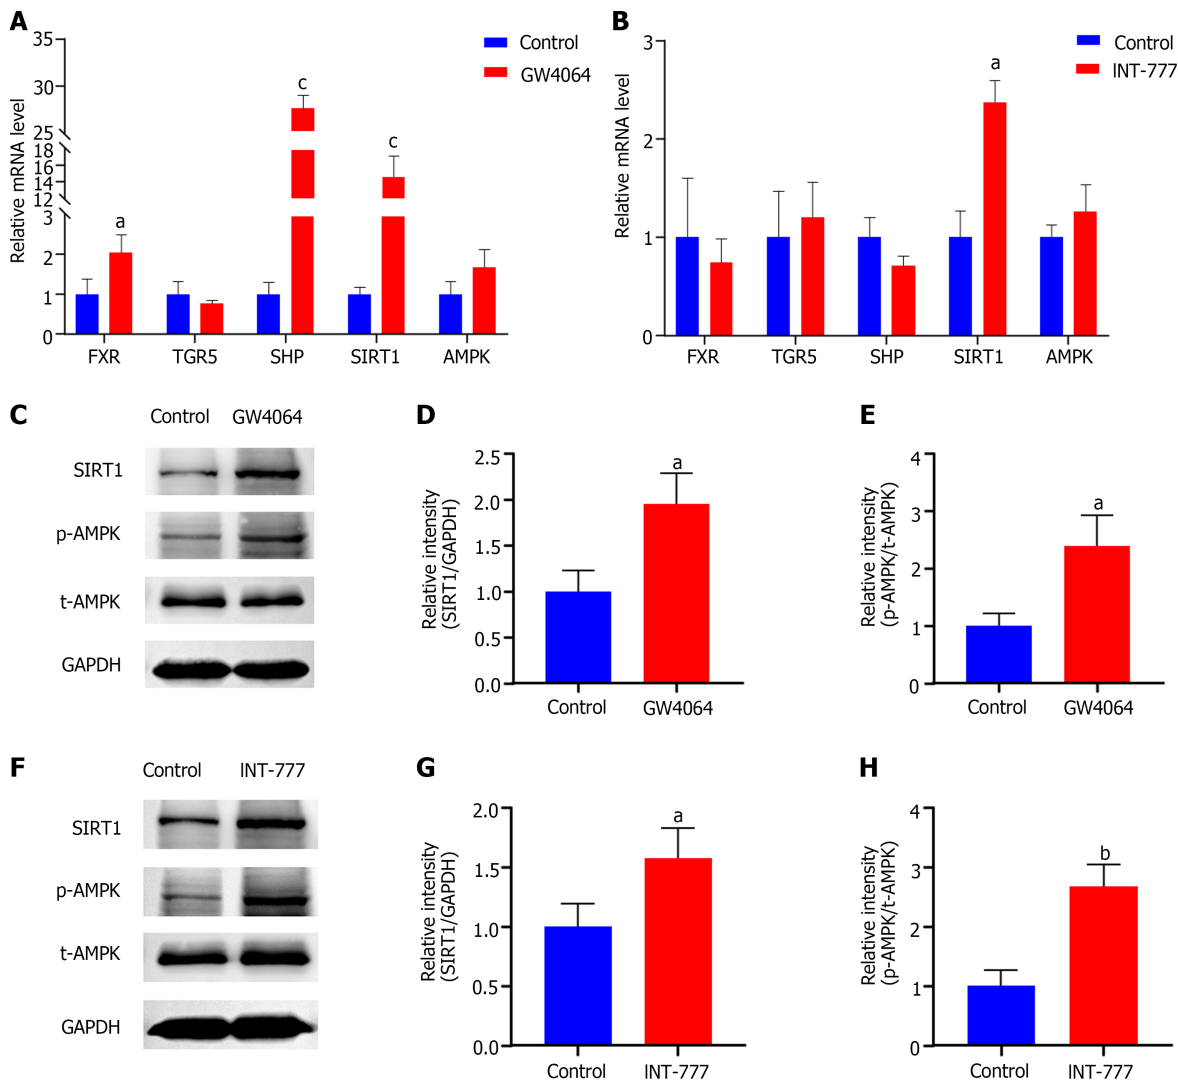 A
Relative mRNA level
35
30
25
18
16
14
12
3
2
1
0
c
c
a
Control
GW4064
FXR TGR5 SHP SIRT1 AMPK
B
Relative mRNA level
3
2
1
0
a
Control
INT-777
FXR TGR5 SHP SIRT1 AMPK
C
Control GW4064
SIRT1
p-AMPK
t-AMPK
GAPDH
D
Relative intensity
(SIRT1/GAPDH)
2.5
2.0
1.5
1.0
0.5
0.0
a
Control GW4064
E
Relative intensity
(p-AMPK/t-AMPK)
4
3
2
1
0
a
Control GW4064
F
Control INT-777
SIRT1
p-AMPK
t-AMPK
GAPDH
G
Relative intensity
(SIRT1/GAPDH)
2.0
1.5
1.0
0.5
0.0
a
Control INT-777
H
Relative intensity
(p-AMPK/t-AMPK)
4
3
2
1
0
b
Control INT-777